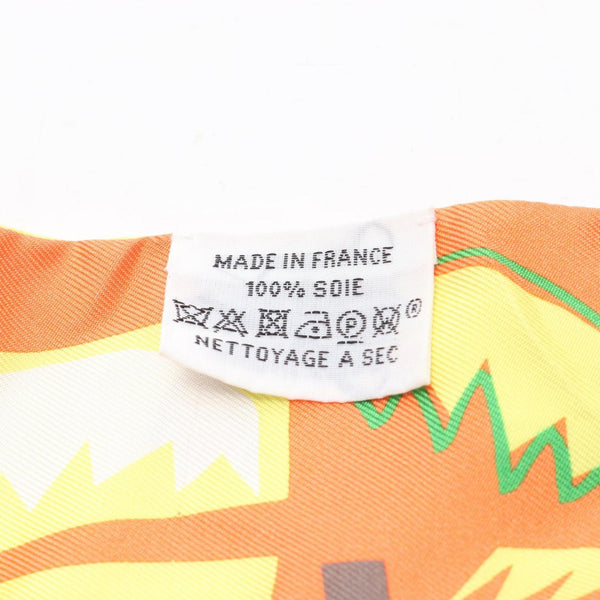 MADE IN FRANCE
100% SOIE
P W ®
NETTOYAGE A SEC